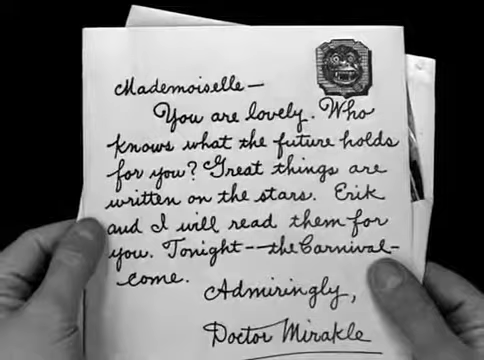 Mademoiselle—
You are lovely. Who
knows what the future holds
for you? Great things are
written on the stars. Erik
and I will read them for
you. Tonight--the Carnival-
come.
Admiringly,
Doctor Mirakle